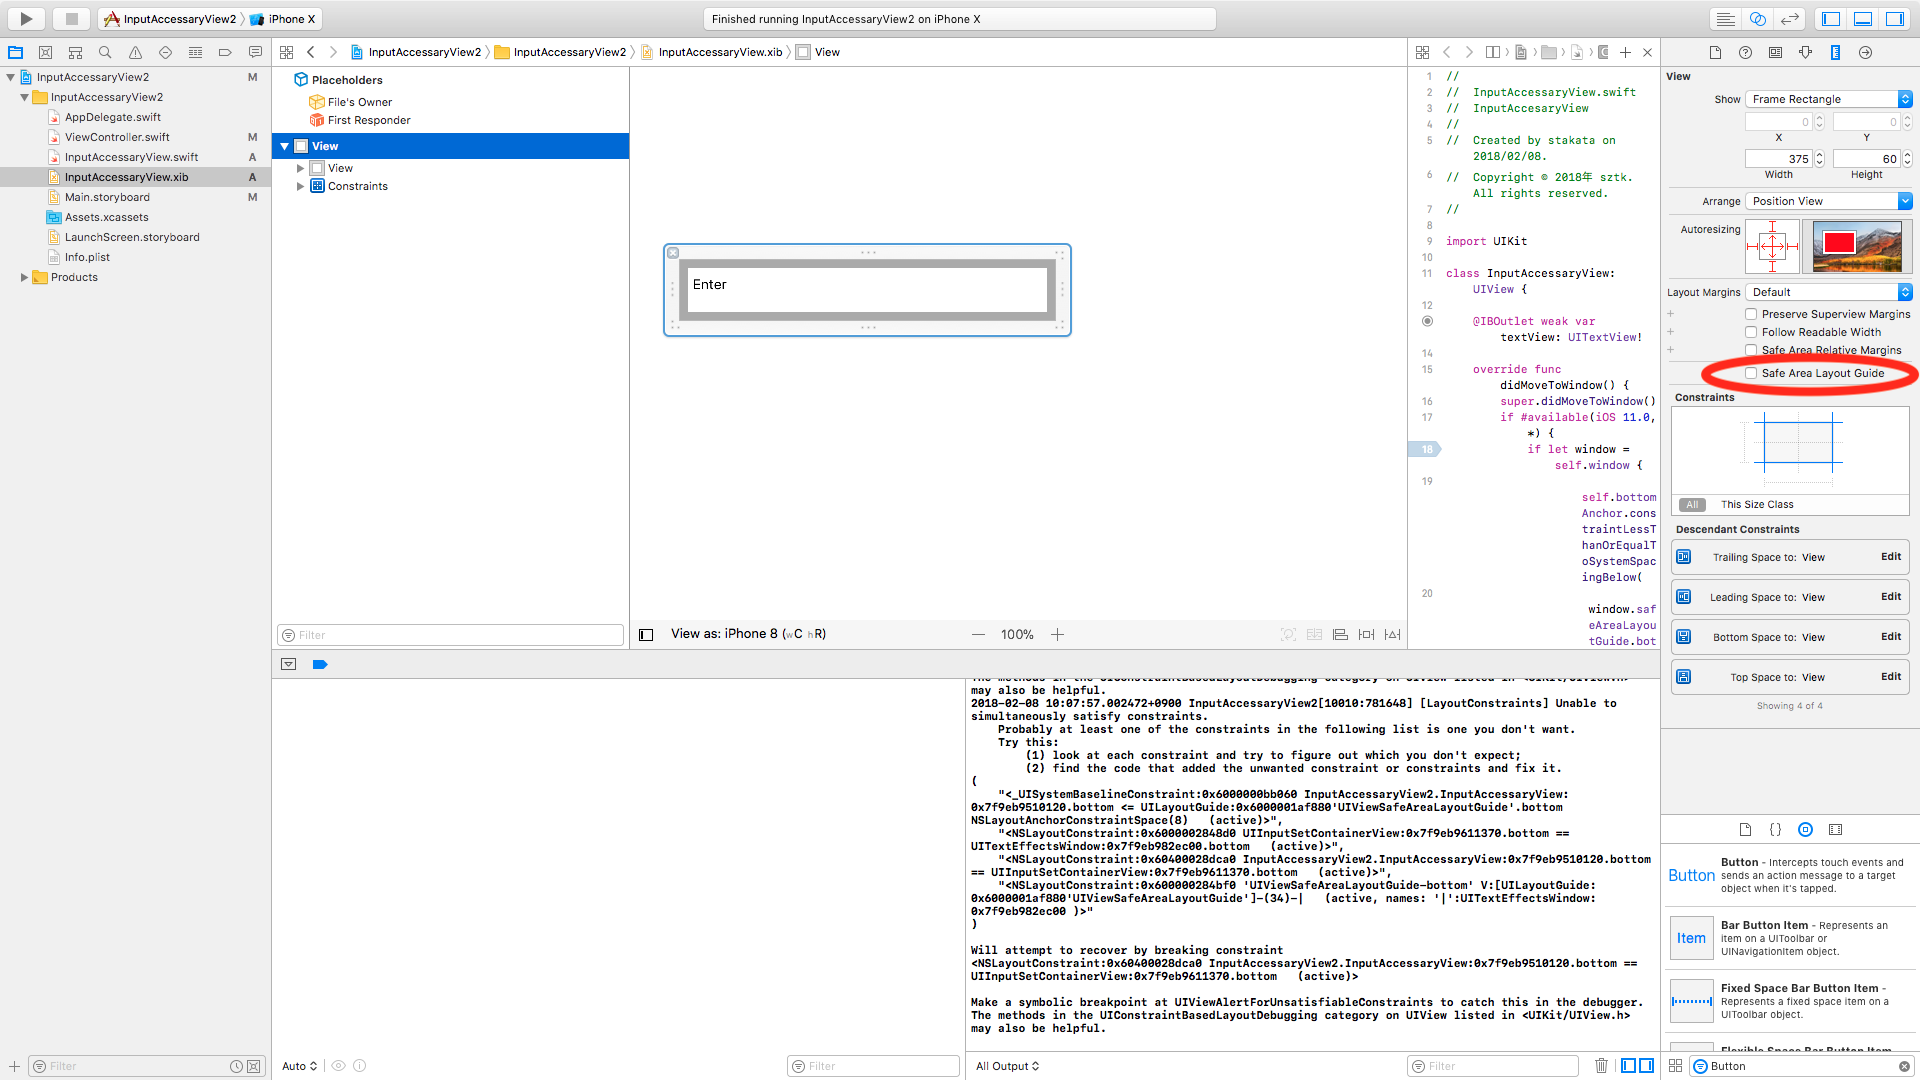 InputAccessaryView2 〉 iPhone X
Finished running InputAccessaryView2 on iPhone X
InputAccessaryView2 〉 InputAccessaryView2 〉 InputAccessaryView.xib 〉 View
View
InputAccessaryView2 M
InputAccessaryView2
AppDelegate.swift
ViewController.swift M
InputAccessaryView.swift A
InputAccessaryView.xib A
Main.storyboard M
Assets.xcassets
LaunchScreen.storyboard
Info.plist
Products
Placeholders
File's Owner
First Responder
View
View
Constraints
Filter
Enter
View as: iPhone 8 (wC hR)
— 100% +
1 //
2 // InputAccessaryView.swift
3 // InputAccesaryView
4 //
5 // Created by stakata on
2018/02/08.
6 // Copyright © 2018年 sztk.
All rights reserved.
7 //
8
9 import UIKit
10
11 class InputAccessaryView:
UIView {
12
@IBOutlet weak var
textView: UITextView!
14
15 override func
didMoveToWindow() {
16 super.didMoveToWindow()
17 if #available(iOS 11.0,
*) {
18 if let window =
self.window {
19
self.bottom
Anchor.cons
traintLessT
hanOrEqualT
oSystemSpac
ingBelow(
20
window.saf
eAreaLayou
tGuide.bot
Show Frame Rectangle
0 0
X Y
375 60
Width Height
Arrange Position View
Autoresizing
Layout Margins Default
Preserve Superview Margins
Follow Readable Width
Safe Area Relative Margins
Safe Area Layout Guide
Constraints
All This Size Class
Descendant Constraints
Trailing Space to: View Edit
Leading Space to: View Edit
Bottom Space to: View Edit
Top Space to: View Edit
Showing 4 of 4
Button
Button - Intercepts touch events and
sends an action message to a target
object when it's tapped.
Item
Bar Button Item - Represents an
item on a UIToolbar or
UINavigationItem object.
Fixed Space Bar Button Item -
Represents a fixed space item on a
UIToolbar object.
Flexible Space Bar Button Item
Button
The methods in the UIConstraintBasedLayoutDebugging category on UIView listed in <UIKit/UIView.h>
may also be helpful.
2018-02-08 10:07:57.002472+0900 InputAccessaryView2[10010:781648] [LayoutConstraints] Unable to
simultaneously satisfy constraints.
Probably at least one of the constraints in the following list is one you don't want.
Try this:
(1) look at each constraint and try to figure out which you don't expect;
(2) find the code that added the unwanted constraint or constraints and fix it.
(
"<_UISystemBaselineConstraint:0x6000000bb060 InputAccessaryView2.InputAccessaryView:
0x7f9eb9510120.bottom <= UILayoutGuide:0x6000001af880'UIViewSafeAreaLayoutGuide'.bottom
NSLayoutAnchorConstraintSpace(8) (active)>",
"<NSLayoutConstraint:0x6000002848d0 UIInputSetContainerView:0x7f9eb9611370.bottom ==
UITextEffectsWindow:0x7f9eb982ec00.bottom (active)>",
"<NSLayoutConstraint:0x60400028dca0 InputAccessaryView2.InputAccessaryView:0x7f9eb9510120.bottom
== UIInputSetContainerView:0x7f9eb9611370.bottom (active)>",
"<NSLayoutConstraint:0x600000284bf0 'UIViewSafeAreaLayoutGuide-bottom' V:[UILayoutGuide:
0x6000001af880'UIViewSafeAreaLayoutGuide']-(34)-| (active, names: '|':UITextEffectsWindow:
0x7f9eb982ec00 )>"
)
Will attempt to recover by breaking constraint
<NSLayoutConstraint:0x60400028dca0 InputAccessaryView2.InputAccessaryView:0x7f9eb9510120.bottom ==
UIInputSetContainerView:0x7f9eb9611370.bottom (active)>
Make a symbolic breakpoint at UIViewAlertForUnsatisfiableConstraints to catch this in the debugger.
The methods in the UIConstraintBasedLayoutDebugging category on UIView listed in <UIKit/UIView.h>
may also be helpful.
Filter
Auto
Filter
All Output
Filter